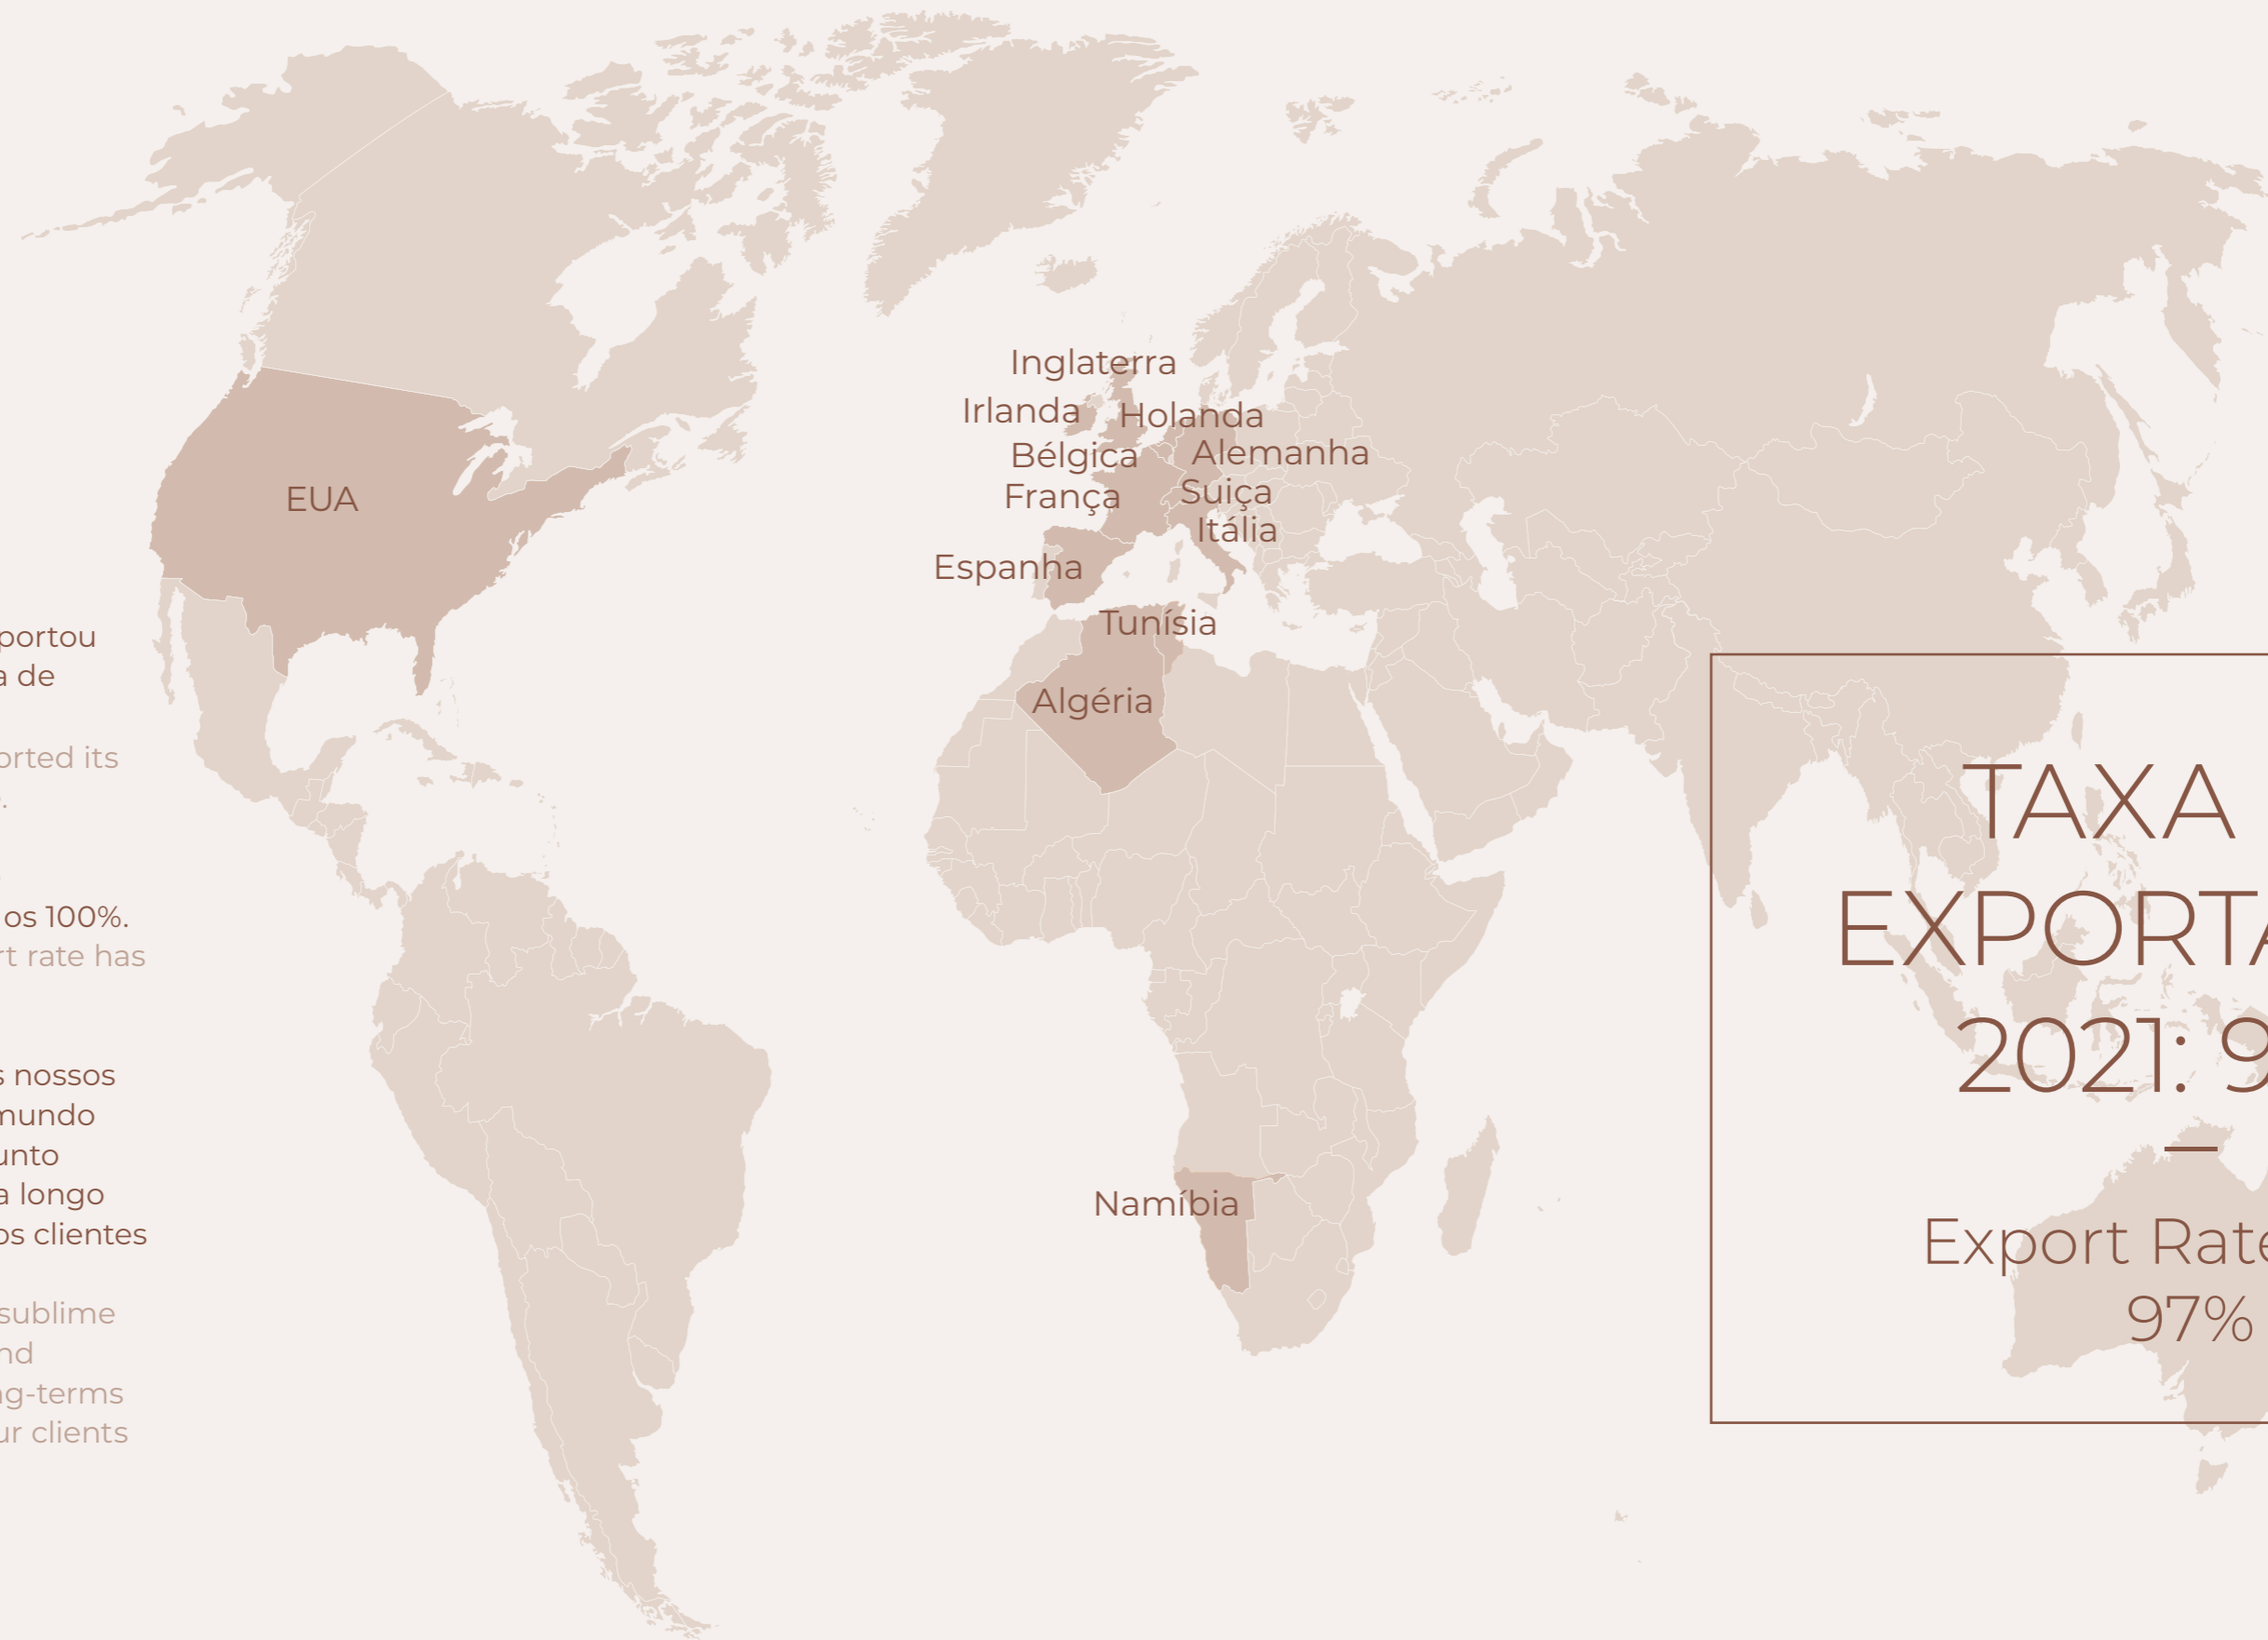 portou
a de
orted its
os 100%.
rt rate has
s nossos
mundo
unto
a longo
os clientes
sublime
nd
ng-terms
ur clients
EUA
Inglaterra
Irlanda
Holanda
Bélgica
Alemanha
França
Suiça
Itália
Espanha
Tunísia
Algéria
Namíbia
TAXA
EXPORTA
2021: 9
–
Export Rate
97%